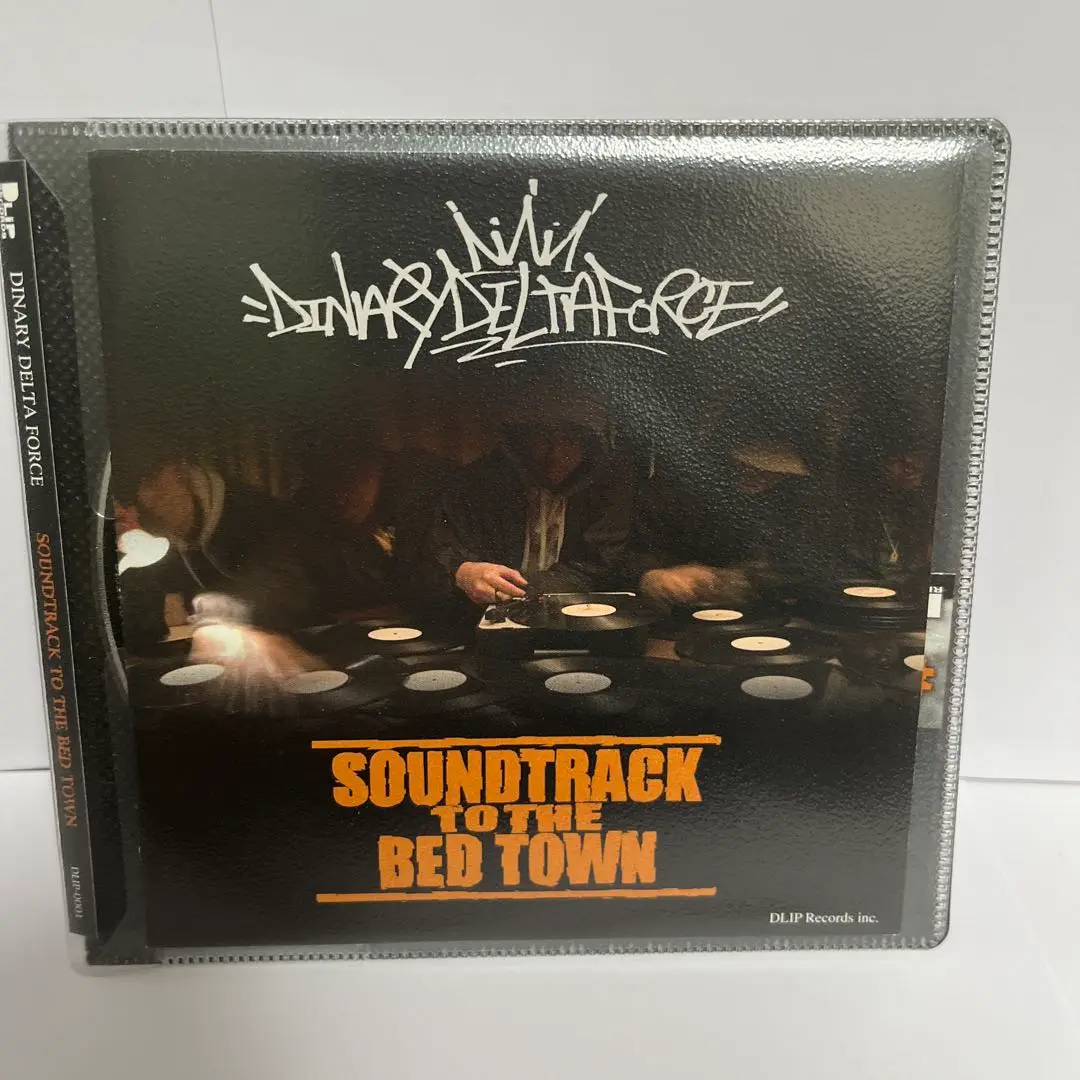 DINARY DELTA FORCE
SOUNDTRACK
TO THE
BED TOWN
DLIP Records inc.
DINARY DELTA FORCE SOUNDTRACK TO THE BED TOWN DLIP-0001